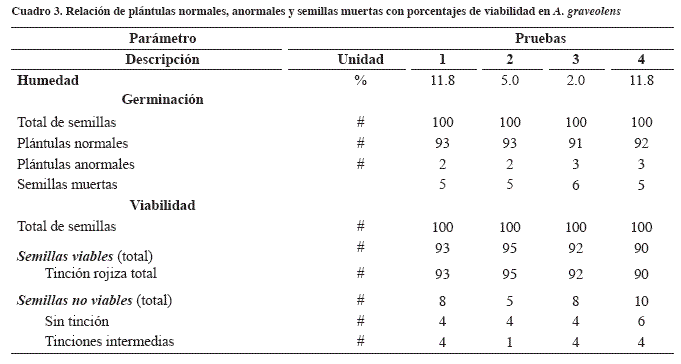 Cuadro 3. Relación de plántulas normales, anormales y semillas muertas con porcentajes de viabilidad en A. graveolens
Parámetro Pruebas
Descripción Unidad 1 2 3 4
Humedad % 11.8 5.0 2.0 11.8
Germinación
Total de semillas # 100 100 100 100
Plántulas normales # 93 93 91 92
Plántulas anormales # 2 2 3 3
Semillas muertas 5 5 6 5
Viabilidad
Total de semillas # 100 100 100 100
Semillas viables (total) # 93 95 92 90
Tinción rojiza total # 93 95 92 90
Semillas no viables (total) # 8 5 8 10
Sin tinción # 4 4 4 6
Tinciones intermedias # 4 1 4 4